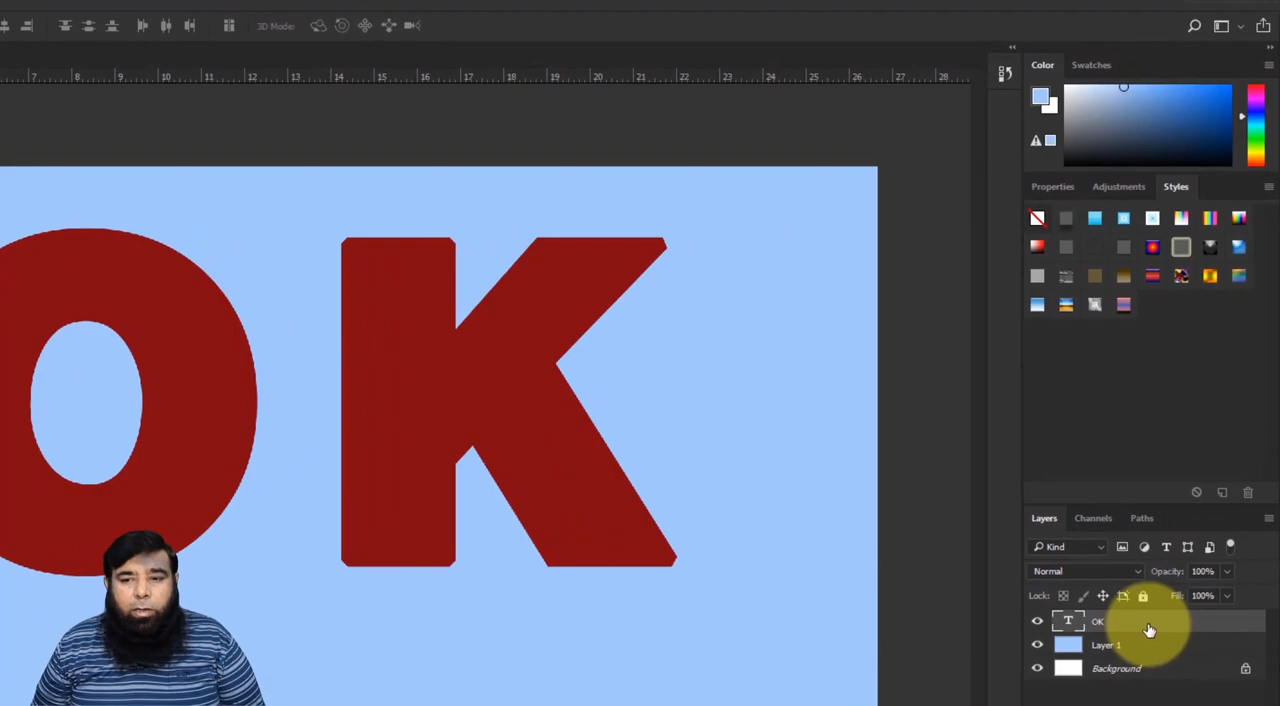 3D Mode:
7 8 9 10 11 12 13 14 15 16 17 18 19 20 21 22 23 24 25 26 27 28
Color Swatches
OK
Properties Adjustments Styles
Layers Channels Paths
Kind T
Normal Opacity: 100%
Lock: Fill: 100%
T OK
Layer 1
Background